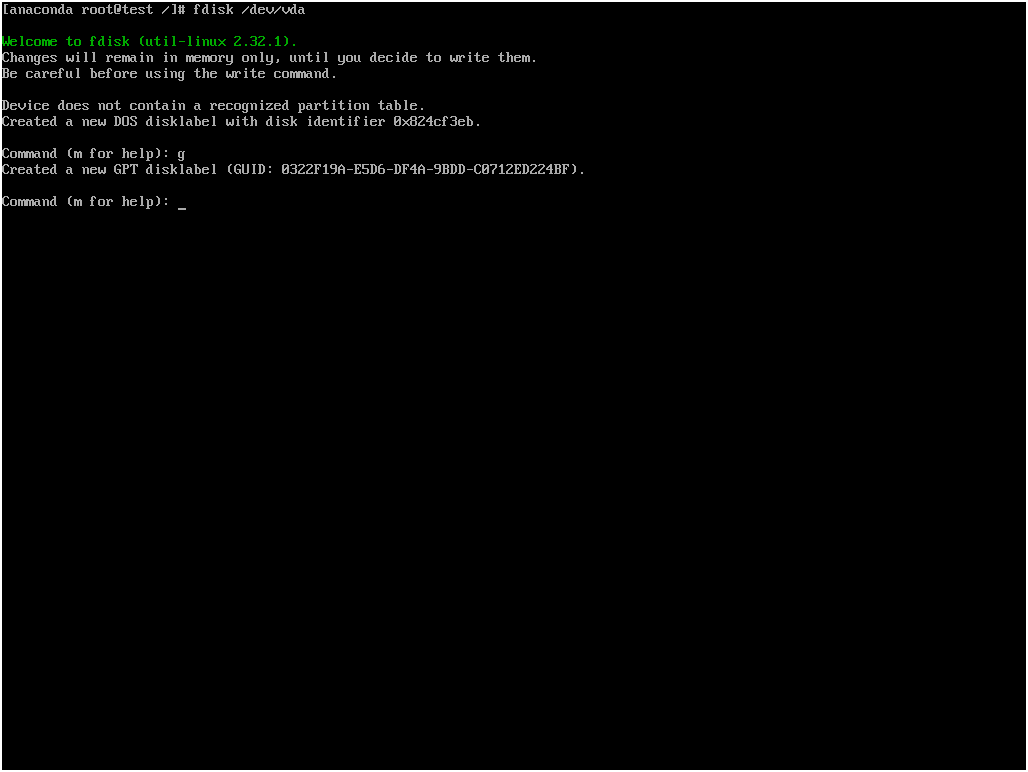 [anaconda root@test /]# fdisk /dev/vda
Welcome to fdisk (util-linux 2.32.1).
Changes will remain in memory only, until you decide to write them.
Be careful before using the write command.
Device does not contain a recognized partition table.
Created a new DOS disklabel with disk identifier 0x824cf3eb.
Command (m for help): g
Created a new GPT disklabel (GUID: 0322F19A-E5D6-DF4A-9BDD-C0712ED224BF).
Command (m for help): _